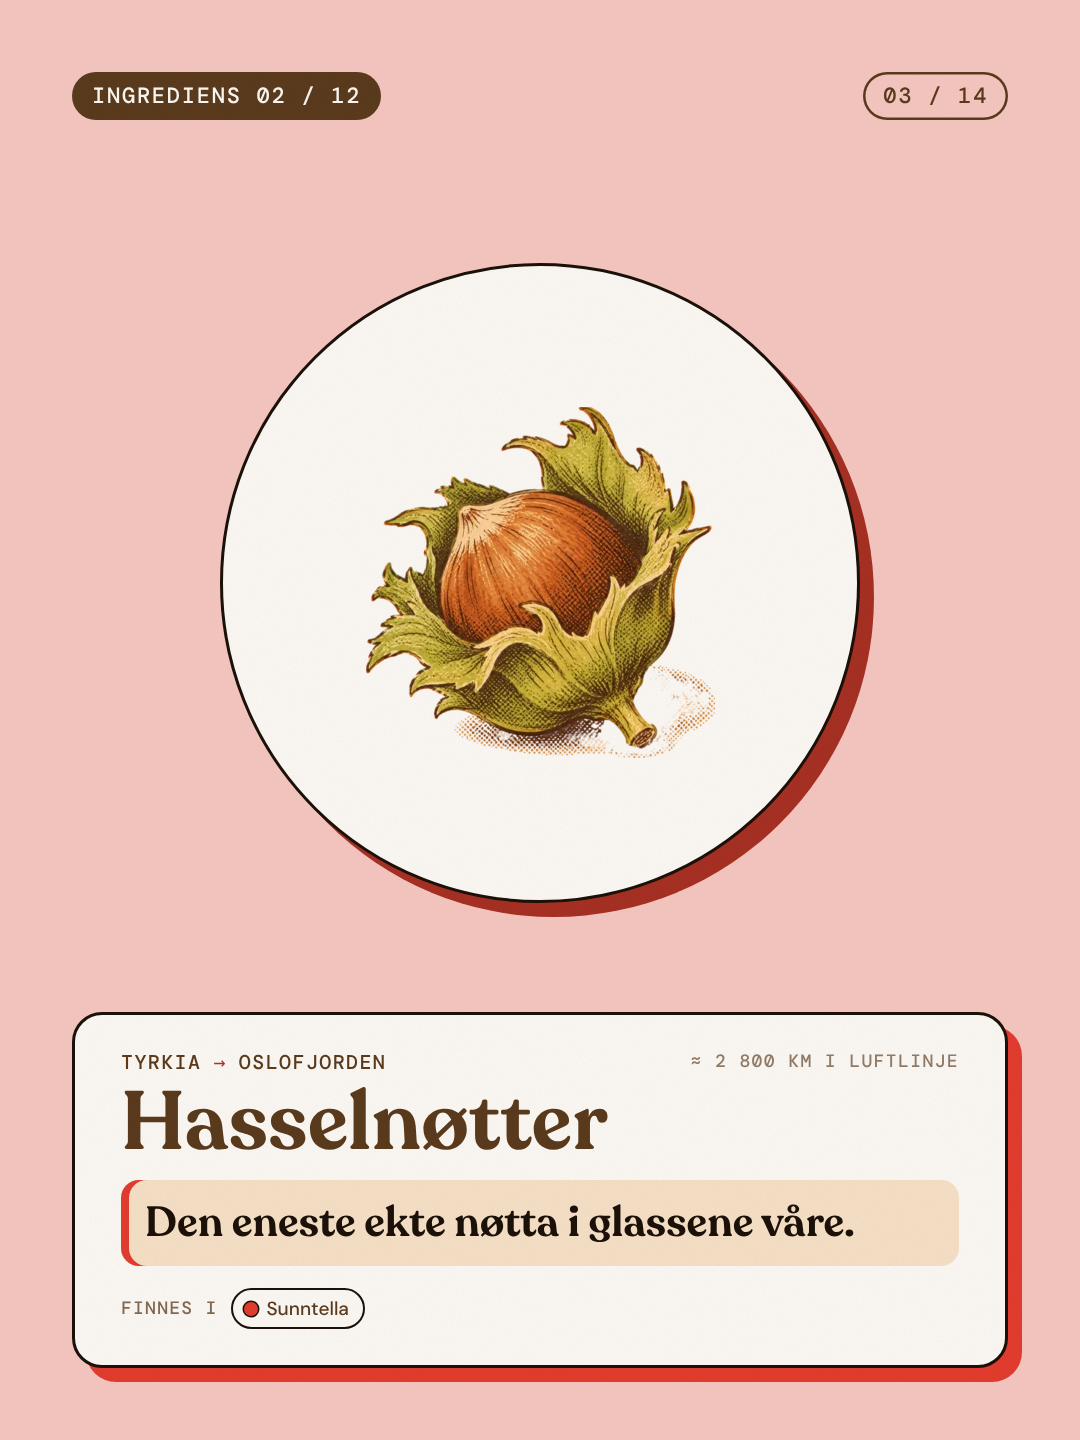 INGREDIENS 02 / 12
03 / 14
TYRKIA → OSLOFJORDEN
≈ 2 800 KM I LUFTLINJE
Hasselnøtter
Den eneste ekte nøtta i glassene våre.
FINNES I Sunntella